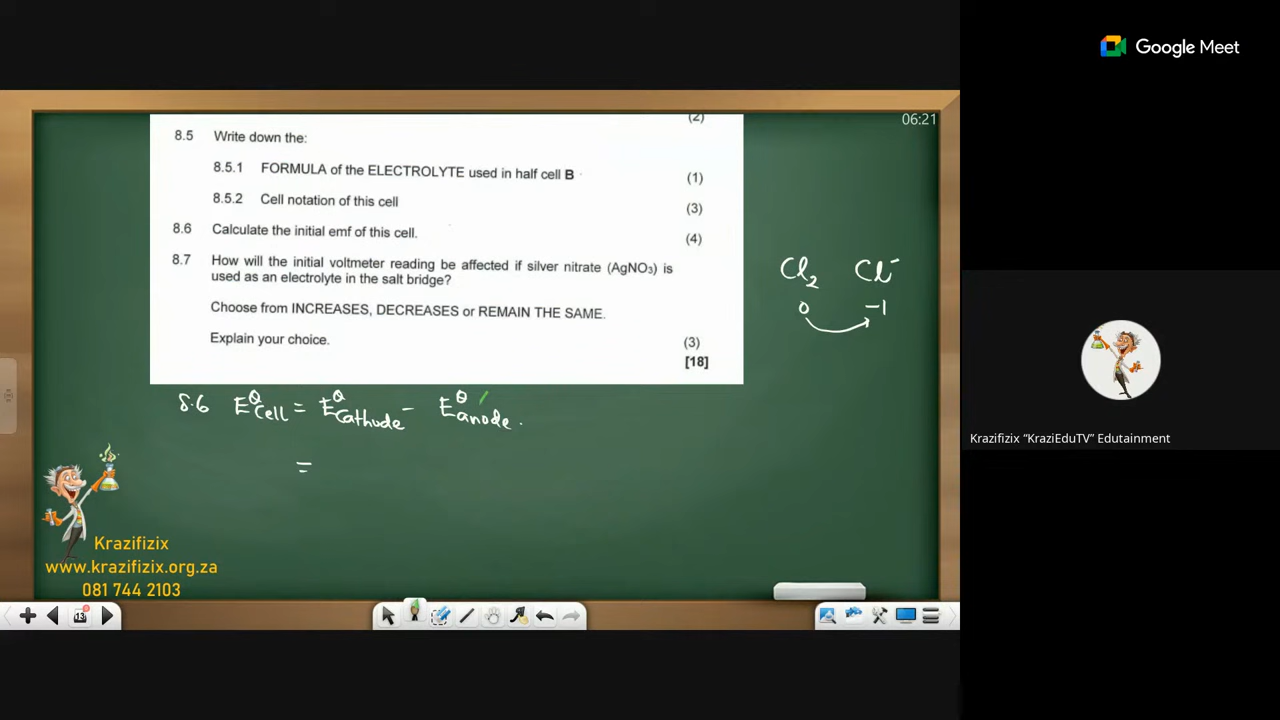 Google Meet
06:21
(2)
8.5 Write down the:
8.5.1 FORMULA of the ELECTROLYTE used in half cell B (1)
8.5.2 Cell notation of this cell (3)
8.6 Calculate the initial emf of this cell. (4)
8.7 How will the initial voltmeter reading be affected if silver nitrate (AgNO₃) is
used as an electrolyte in the salt bridge?
Choose from INCREASES, DECREASES or REMAIN THE SAME.
Explain your choice. (3)
[18]
Cl₂ Cl⁻
0 −1
8.6 E°Cell = E°Cathode − E°anode.
=
Krazifizix
www.krazifizix.org.za
081 744 2103
13
Krazifizix “KraziEduTV” Edutainment